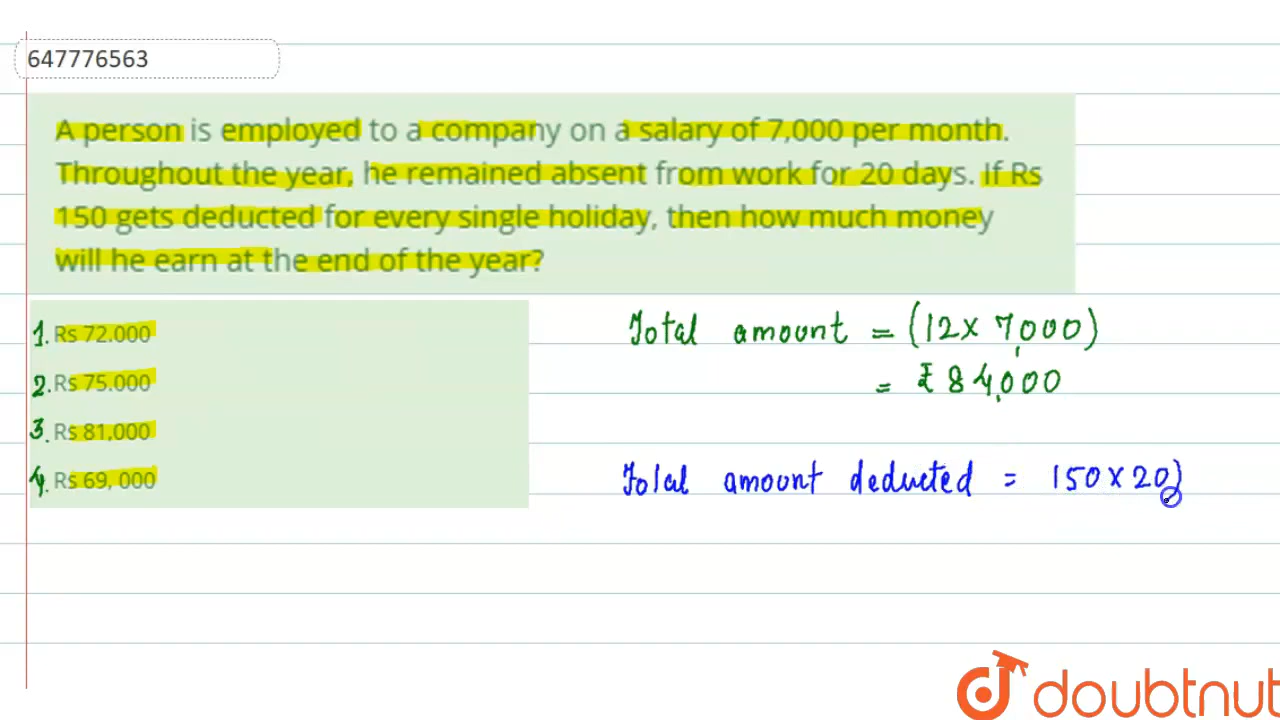 647776563
A person is employed to a company on a salary of 7,000 per month.
Throughout the year, he remained absent from work for 20 days. If Rs
150 gets deducted for every single holiday, then how much money
will he earn at the end of the year?
1. Rs 72.000
2. Rs 75.000
3. Rs 81,000
4. Rs 69, 000
Total amount = (12 × 7,000)
= ₹ 84,000
Total amount deducted = 150 × 20)
doubtnut